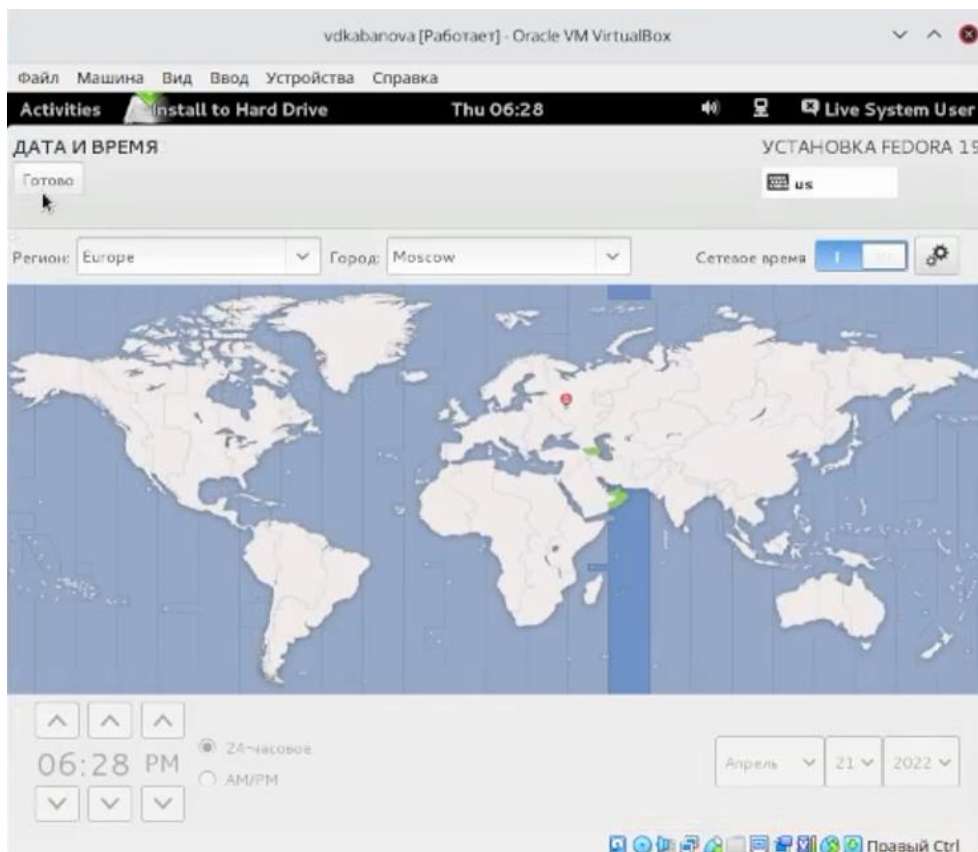 vdkabanova [Работает] - Oracle VM VirtualBox
Файл Машина Вид Ввод Устройства Справка
Activities Install to Hard Drive Thu 06:28 Live System User
ДАТА И ВРЕМЯ УСТАНОВКА FEDORA 19
Готово us
Регион: Europe Город: Moscow Сетевое время
24-часовое
06:28 PM Апрель 21 2022
AM/PM
Правый Ctrl